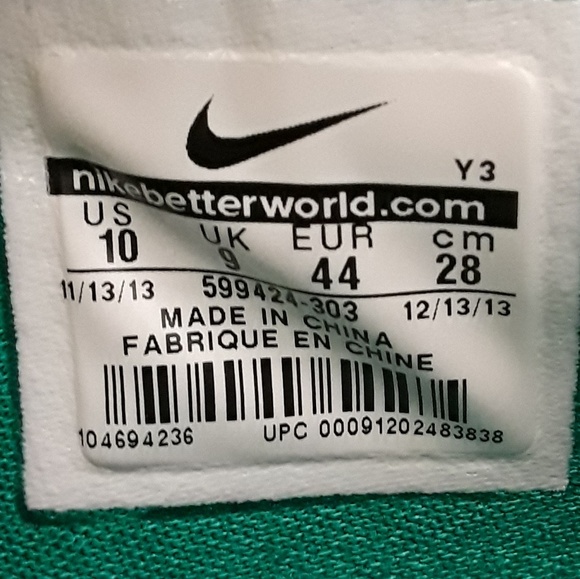 Y3
nikebetterworld.com
US UK EUR cm
10 9 44 28
11/13/13 599424-303 12/13/13
MADE IN CHINA
FABRIQUE EN CHINE
104694236 UPC 00091202483838